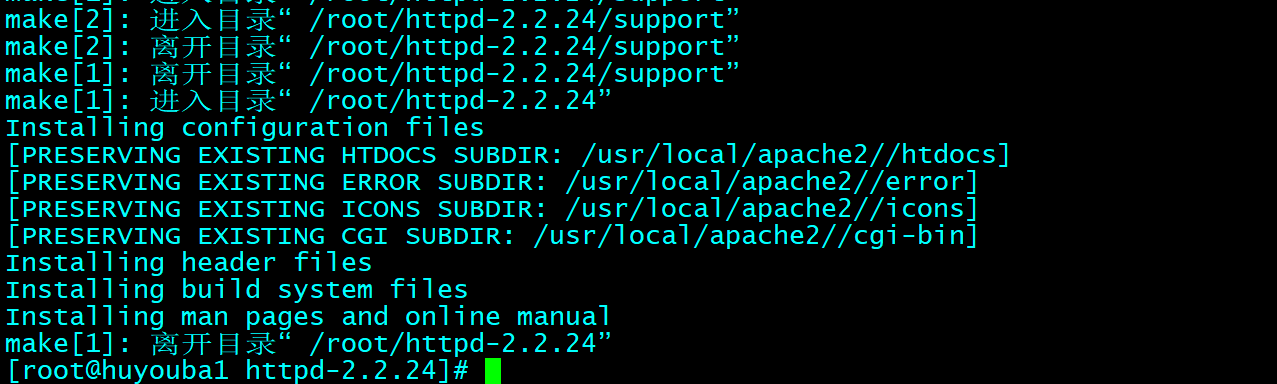 make[2]: 进入目录“ /root/httpd-2.2.24/support”
make[2]: 离开目录“ /root/httpd-2.2.24/support”
make[1]: 离开目录“ /root/httpd-2.2.24/support”
make[1]: 进入目录“ /root/httpd-2.2.24”
Installing configuration files
[PRESERVING EXISTING HTDOCS SUBDIR: /usr/local/apache2//htdocs]
[PRESERVING EXISTING ERROR SUBDIR: /usr/local/apache2//error]
[PRESERVING EXISTING ICONS SUBDIR: /usr/local/apache2//icons]
[PRESERVING EXISTING CGI SUBDIR: /usr/local/apache2//cgi-bin]
Installing header files
Installing build system files
Installing man pages and online manual
make[1]: 离开目录“ /root/httpd-2.2.24”
[root@huyouba1 httpd-2.2.24]#